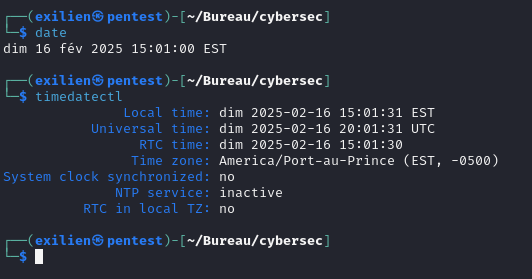 ┌──(exilien㉿pentest)-[~/Bureau/cybersec]
└─$ date
dim 16 fév 2025 15:01:00 EST
┌──(exilien㉿pentest)-[~/Bureau/cybersec]
└─$ timedatectl
Local time: dim 2025-02-16 15:01:31 EST
Universal time: dim 2025-02-16 20:01:31 UTC
RTC time: dim 2025-02-16 15:01:30
Time zone: America/Port-au-Prince (EST, -0500)
System clock synchronized: no
NTP service: inactive
RTC in local TZ: no
┌──(exilien㉿pentest)-[~/Bureau/cybersec]
└─$